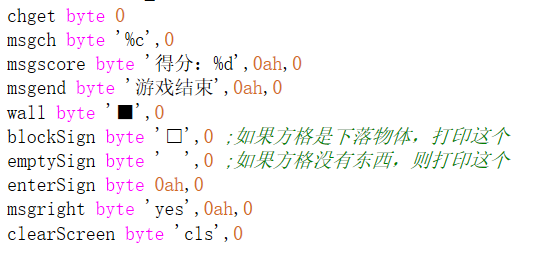 chget byte 0
msgch byte '%c',0
msgscore byte '得分：%d',0ah,0
msgend byte '游戏结束',0ah,0
wall byte '■',0
blockSign byte '□',0 ;如果方格是下落物体，打印这个
emptySign byte '  ',0 ;如果方格没有东西，则打印这个
enterSign byte 0ah,0
msgright byte 'yes',0ah,0
clearScreen byte 'cls',0